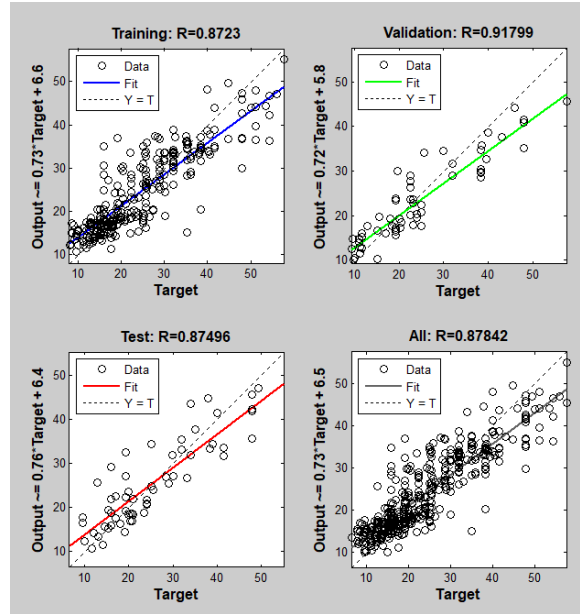 Training: R=0.8723
Output ~= 0.73*Target + 6.6
Data
Fit
Y = T
50
40
30
20
10
10 20 30 40 50
Target
Validation: R=0.91799
Output ~= 0.72*Target + 5.8
Data
Fit
Y = T
50
40
30
20
10
10 20 30 40 50
Target
Test: R=0.87496
Output ~= 0.76*Target + 6.4
Data
Fit
Y = T
50
40
30
20
10
10 20 30 40 50
Target
All: R=0.87842
Output ~= 0.73*Target + 6.5
Data
Fit
Y = T
50
40
30
20
10
10 20 30 40 50
Target